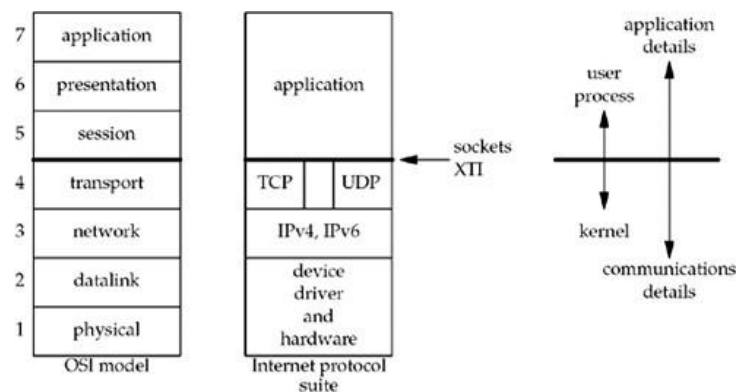 7 application
6 presentation
5 session
4 transport
3 network
2 datalink
1 physical
OSI model
application
TCP UDP
IPv4, IPv6
device
driver
and
hardware
Internet protocol
suite
sockets
XTI
application
details
user
process
kernel
communications
details